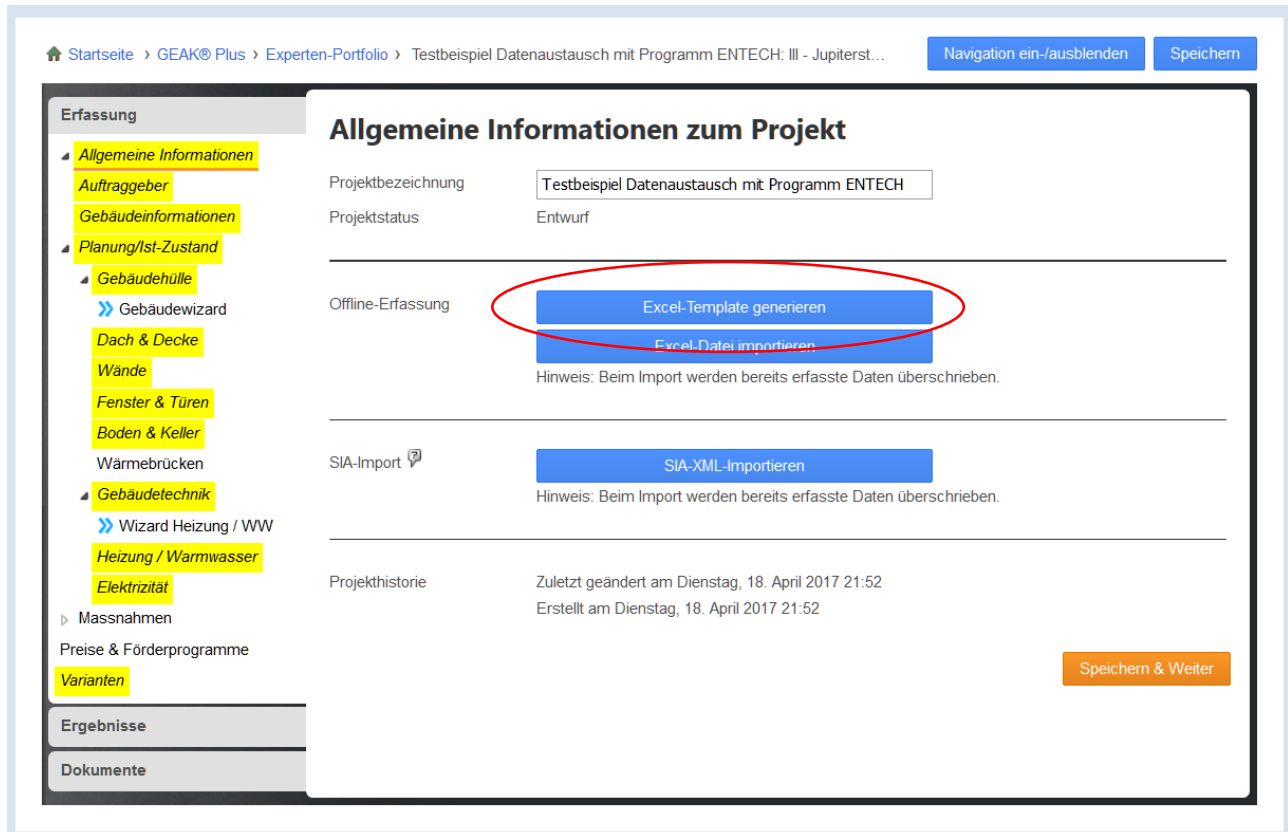 Startseite › GEAK® Plus › Experten-Portfolio › Testbeispiel Datenaustausch mit Programm ENTECH: III - Jupiterst...
Navigation ein-/ausblenden
Speichern
Erfassung
Allgemeine Informationen
Auftraggeber
Gebäudeinformationen
Planung/Ist-Zustand
Gebäudehülle
Gebäudewizard
Dach & Decke
Wände
Fenster & Türen
Boden & Keller
Wärmebrücken
Gebäudetechnik
Wizard Heizung / WW
Heizung / Warmwasser
Elektrizität
Massnahmen
Preise & Förderprogramme
Varianten
Ergebnisse
Dokumente
Allgemeine Informationen zum Projekt
Projektbezeichnung Testbeispiel Datenaustausch mit Programm ENTECH
Projektstatus Entwurf
Offline-Erfassung Excel-Template generieren
Excel-Datei importieren
Hinweis: Beim Import werden bereits erfasste Daten überschrieben.
SIA-Import SIA-XML-Importieren
Hinweis: Beim Import werden bereits erfasste Daten überschrieben.
Projekthistorie Zuletzt geändert am Dienstag, 18. April 2017 21:52
Erstellt am Dienstag, 18. April 2017 21:52
Speichern & Weiter